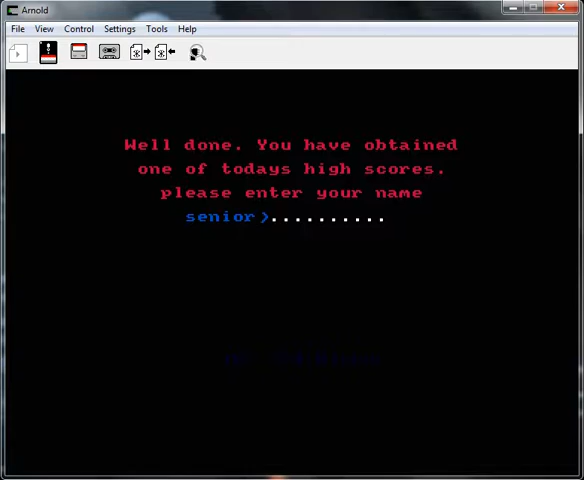 Arnold
File View Control Settings Tools Help
Well done. You have obtained
one of todays high scores.
please enter your name
senior>..........